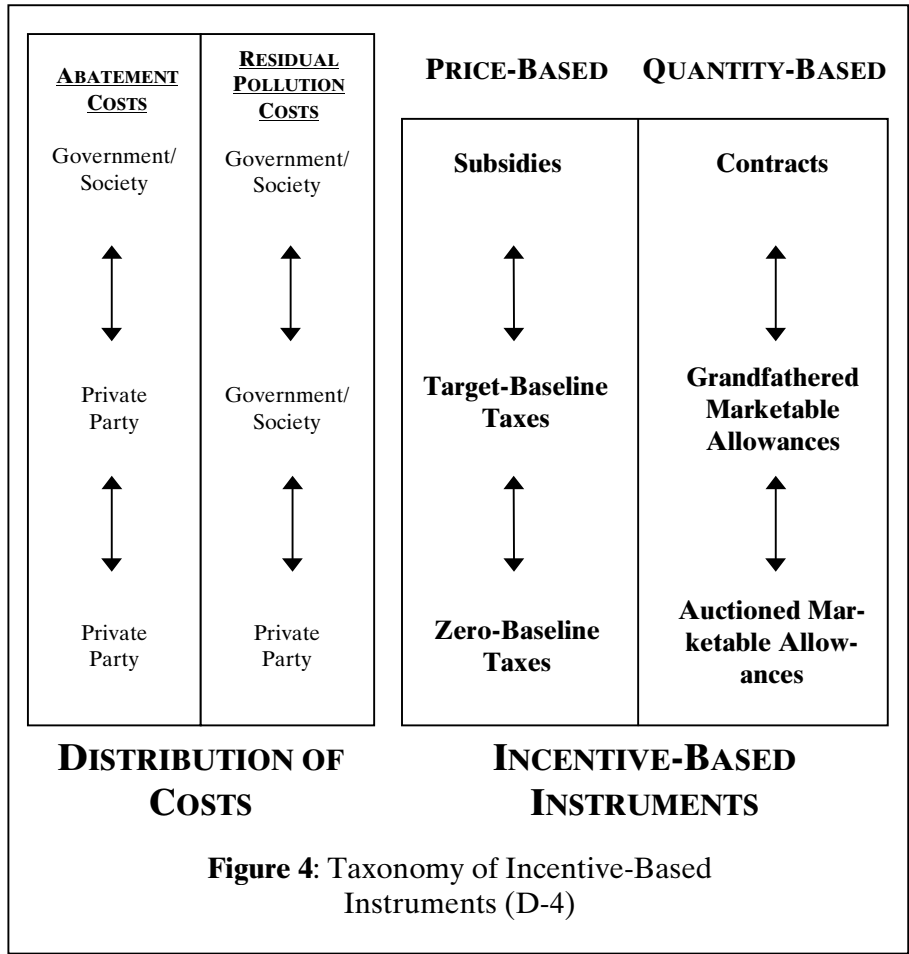 ABATEMENT
COSTS
RESIDUAL
POLLUTION
COSTS
PRICE-BASED
QUANTITY-BASED
Government/
Society
Government/
Society
Subsidies
Contracts
Private
Party
Government/
Society
Target-Baseline
Taxes
Grandfathered
Marketable
Allowances
Private
Party
Private
Party
Zero-Baseline
Taxes
Auctioned Mar-
ketable Allow-
ances
DISTRIBUTION OF
COSTS
INCENTIVE-BASED
INSTRUMENTS
Figure 4: Taxonomy of Incentive-Based
Instruments (D-4)